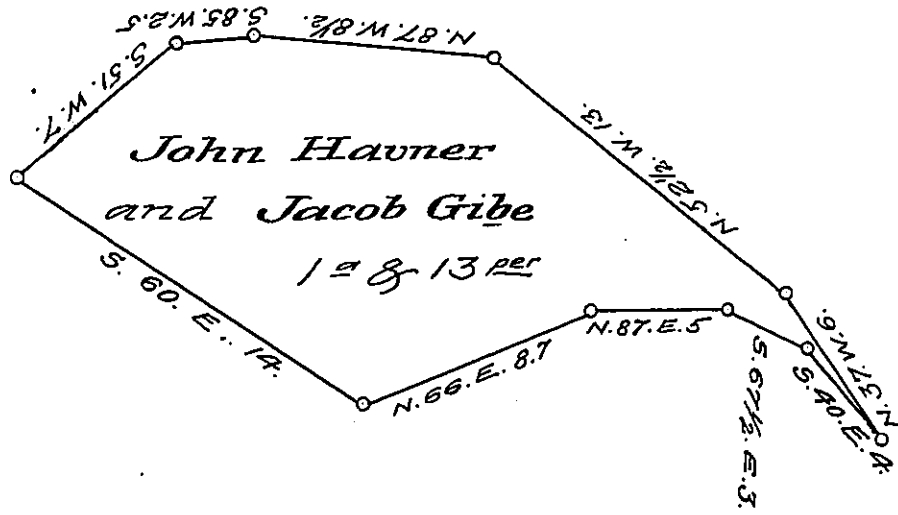 S.85.W.2.5
N.87.W.8½.
S.51.W.7.
N.52½.W.13.
John Havner
and Jacob Gibe
1 a & 13 per
S. 60. E. 14.
N.66.E.8.7
N.87.E.5
S.67½.E.3.
S.40.E.4.
N.37.W.6.